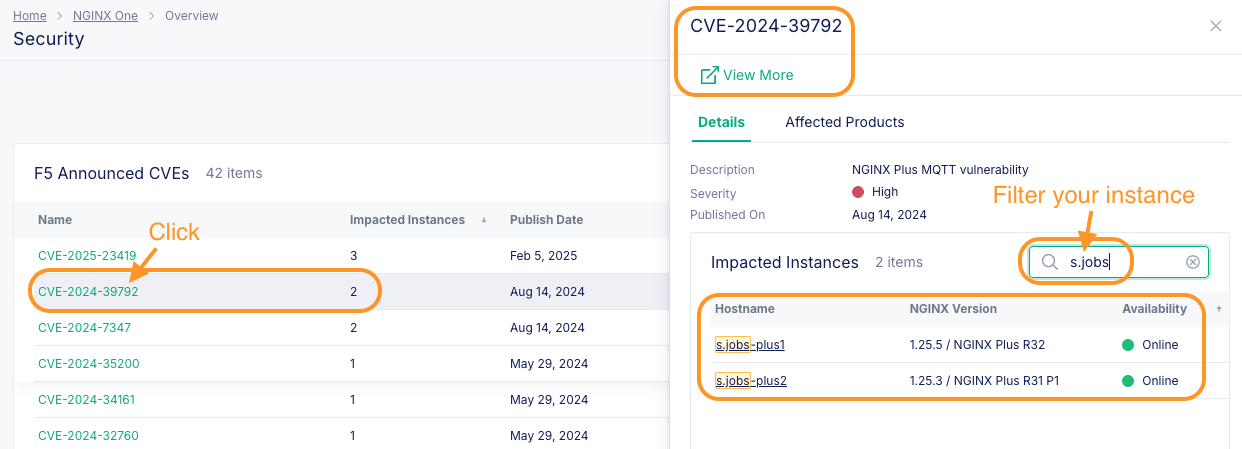 Home > NGINX One > Overview
Security
F5 Announced CVEs 42 items
Name Impacted Instances ↓ Publish Date
Click
CVE-2025-23419 3 Feb 5, 2025
CVE-2024-39792 2 Aug 14, 2024
CVE-2024-7347 2 Aug 14, 2024
CVE-2024-35200 1 May 29, 2024
CVE-2024-34161 1 May 29, 2024
CVE-2024-32760 1 May 29, 2024
CVE-2024-39792
View More
Details Affected Products
Description NGINX Plus MQTT vulnerability
Severity High
Published On Aug 14, 2024
Filter your instance
Impacted Instances 2 items s.jobs
Hostname NGINX Version Availability ↑
s.jobs-plus1 1.25.5 / NGINX Plus R32 Online
s.jobs-plus2 1.25.3 / NGINX Plus R31 P1 Online